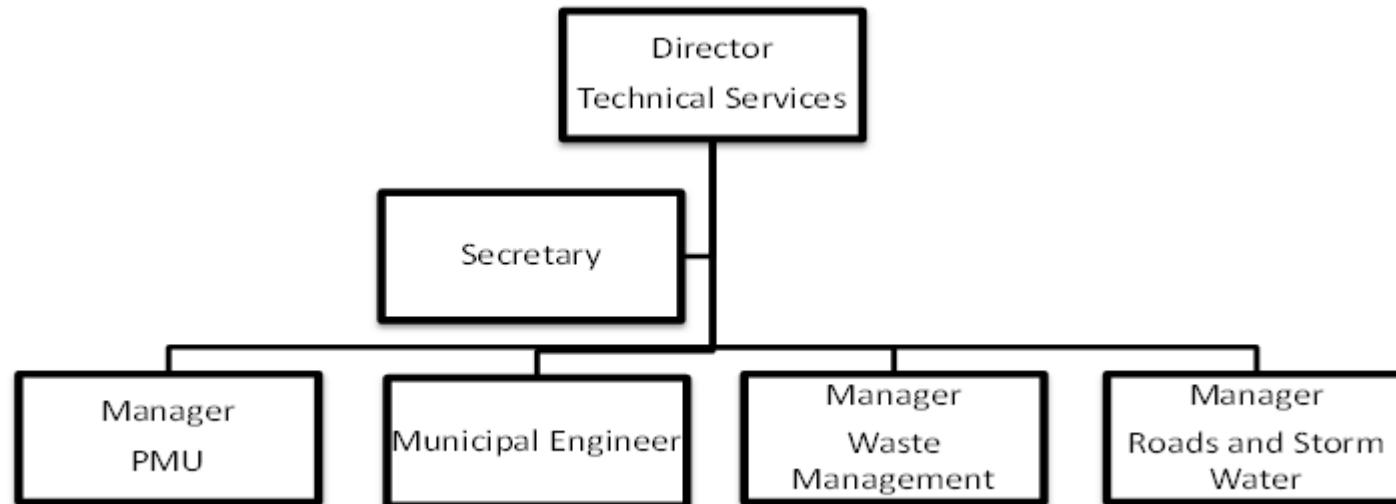 Director
Technical Services
Secretary
Manager
PMU
Municipal Engineer
Manager
Waste
Management
Manager
Roads and Storm
Water